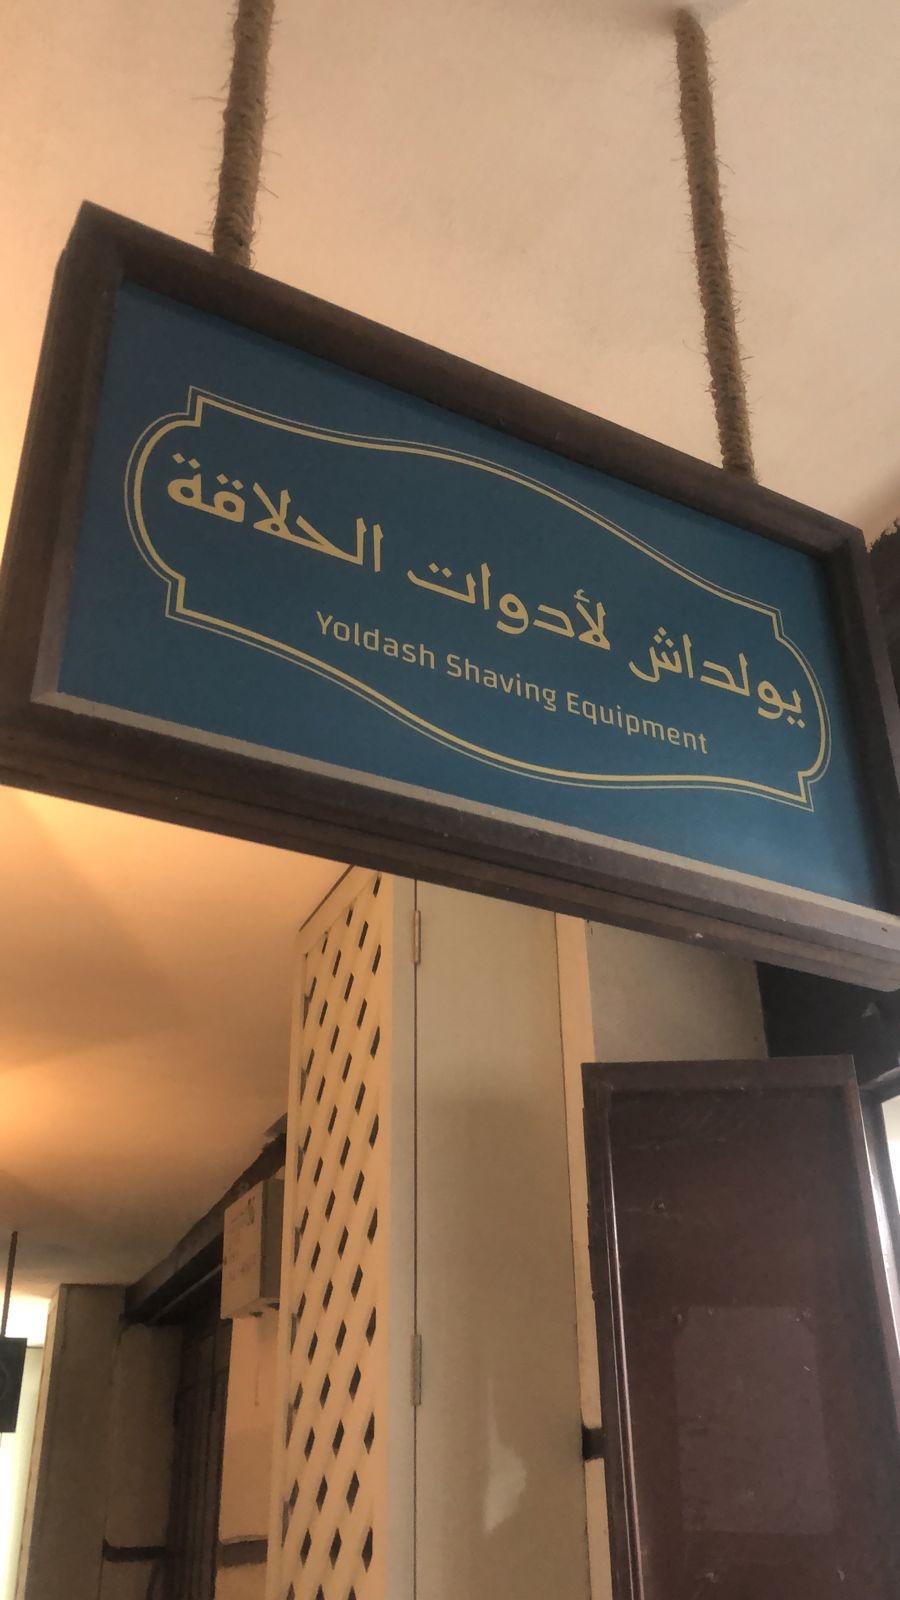 يولداش لأدوات الحلاقة
Yoldash Shaving Equipment